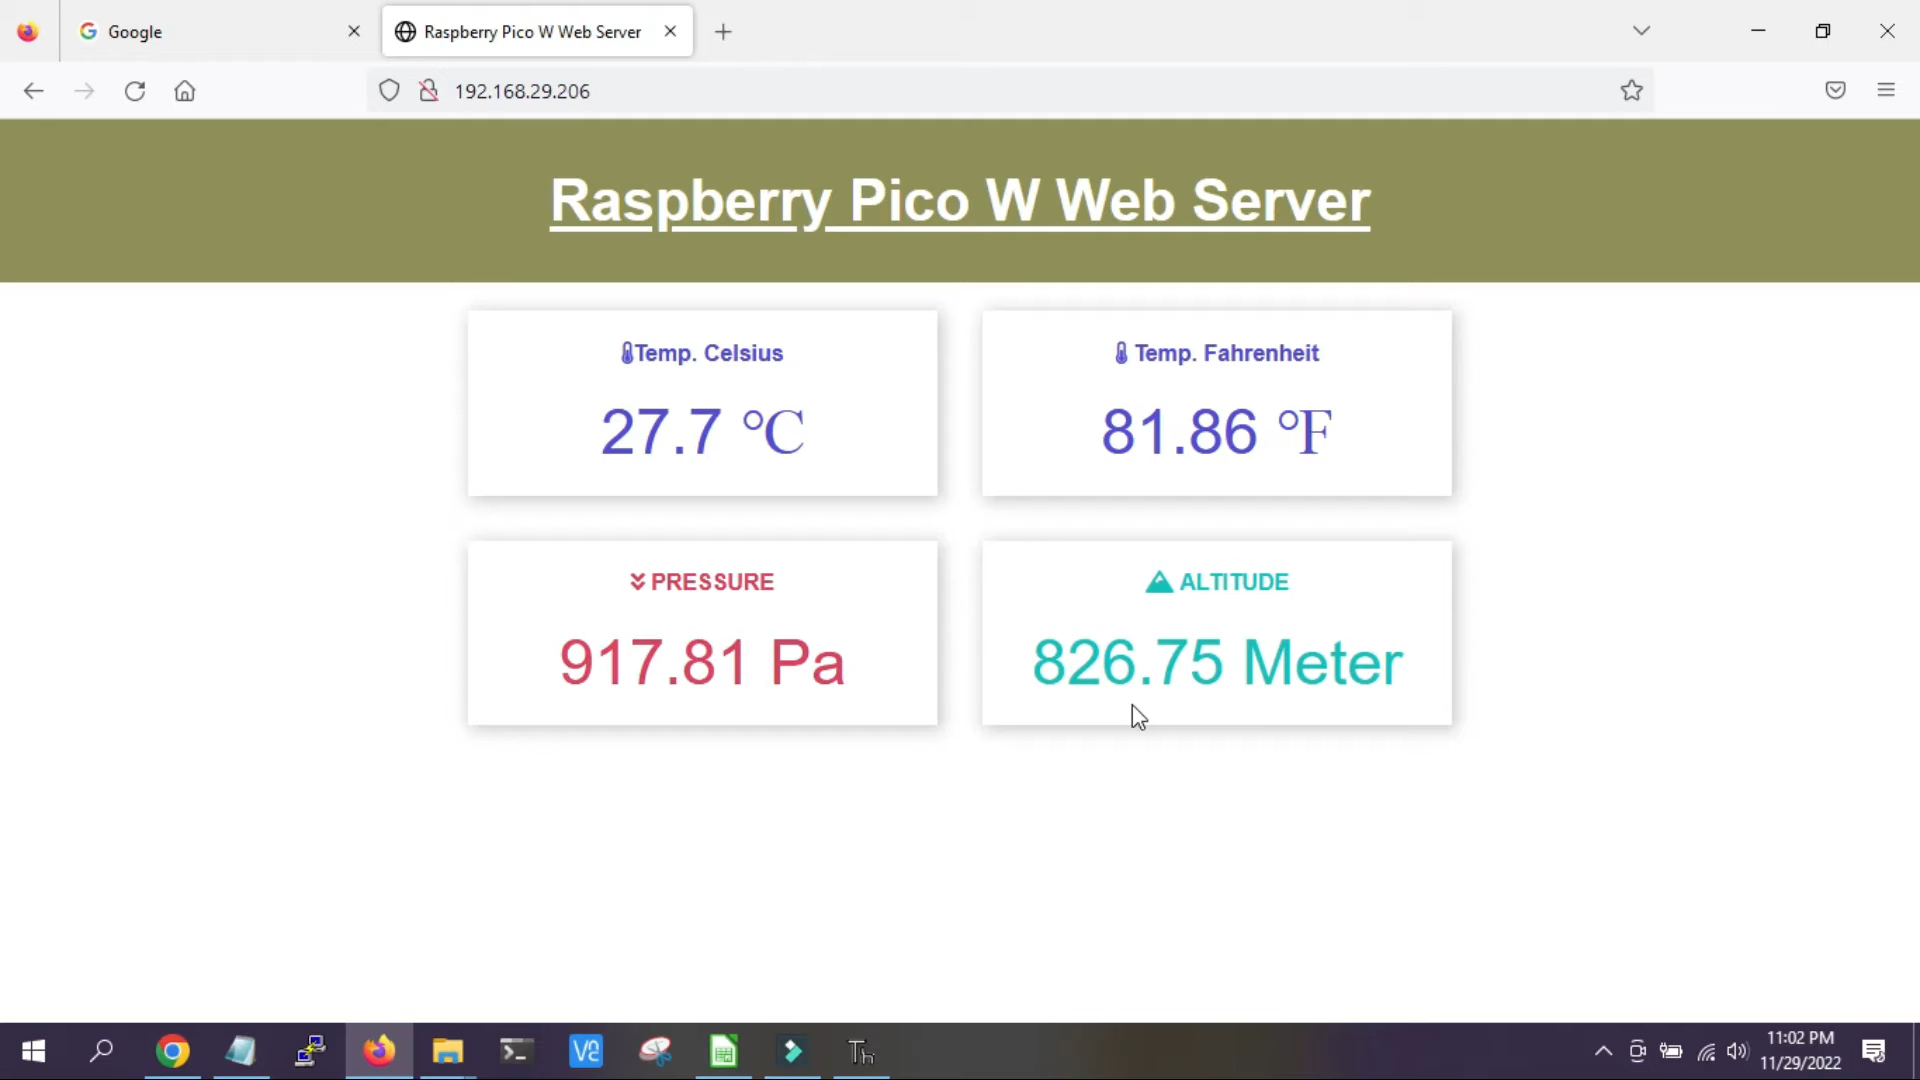 Google
Raspberry Pico W Web Server
192.168.29.206
Raspberry Pico W Web Server
Temp. Celsius
Temp. Fahrenheit
27.7 ℃
81.86 ℉
PRESSURE
ALTITUDE
917.81 Pa
826.75 Meter
Th
11:02 PM
11/29/2022